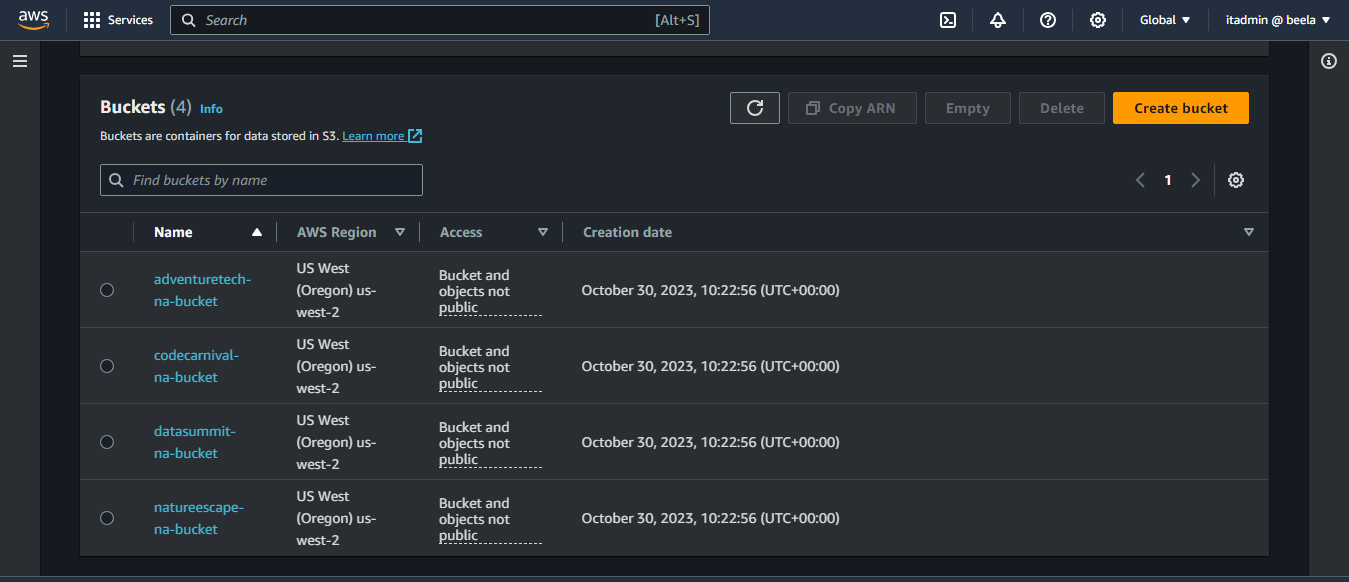 aws Services Search [Alt+S] Global itadmin @ beela
Buckets (4) Info
Copy ARN Empty Delete Create bucket
Buckets are containers for data stored in S3. Learn more
Find buckets by name
1
Name AWS Region Access Creation date
adventuretech-
na-bucket
US West
(Oregon) us-
west-2
Bucket and
objects not
public
October 30, 2023, 10:22:56 (UTC+00:00)
codecarnival-
na-bucket
US West
(Oregon) us-
west-2
Bucket and
objects not
public
October 30, 2023, 10:22:56 (UTC+00:00)
datasummit-
na-bucket
US West
(Oregon) us-
west-2
Bucket and
objects not
public
October 30, 2023, 10:22:56 (UTC+00:00)
natureescape-
na-bucket
US West
(Oregon) us-
west-2
Bucket and
objects not
public
October 30, 2023, 10:22:56 (UTC+00:00)